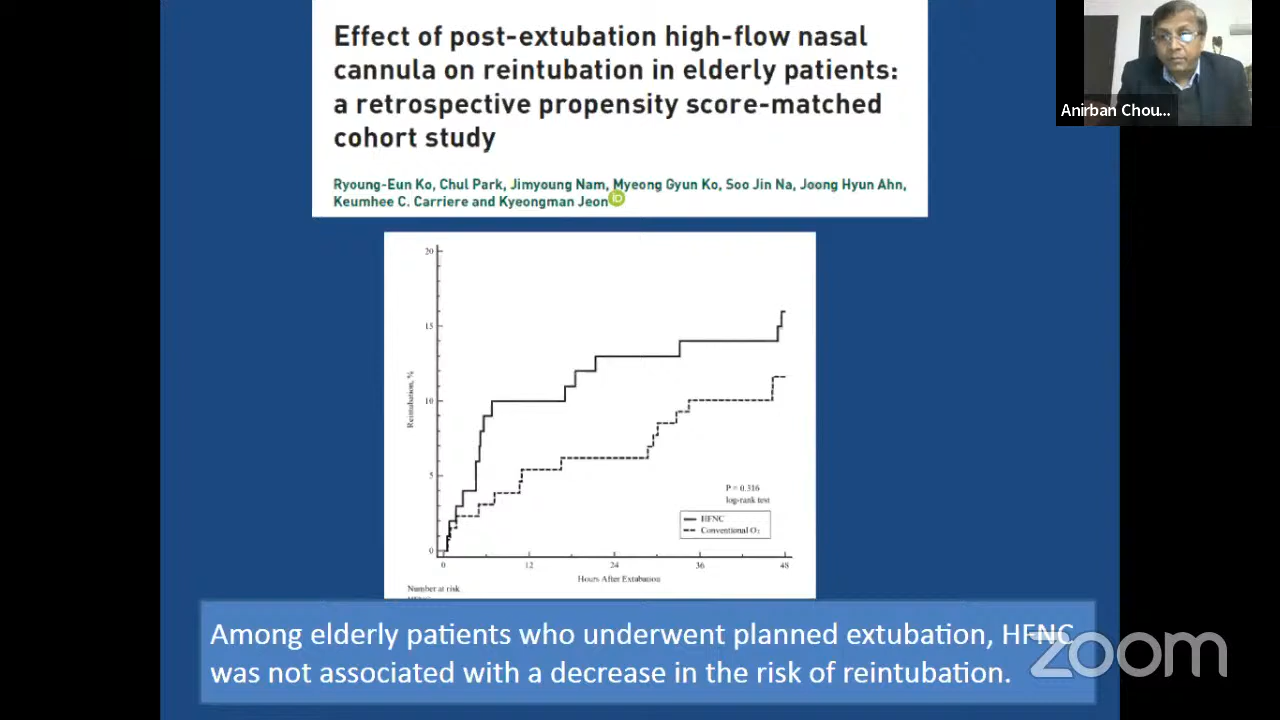 Effect of post-extubation high-flow nasal
cannula on reintubation in elderly patients:
a retrospective propensity score-matched
cohort study
Ryoung-Eun Ko, Chul Park, Jimyoung Nam, Myeong Gyun Ko, Soo Jin Na, Joong Hyun Ahn,
Keumhee C. Carriere and Kyeongman Jeon iD
Anirban Chou...
20
15
10
5
0
Reintubation, %
P = 0.316
log-rank test
HFNC
Conventional O₂
0 12 24 36 48
Hours After Extubation
Number at risk
Among elderly patients who underwent planned extubation, HFNC
was not associated with a decrease in the risk of reintubation.
zoom